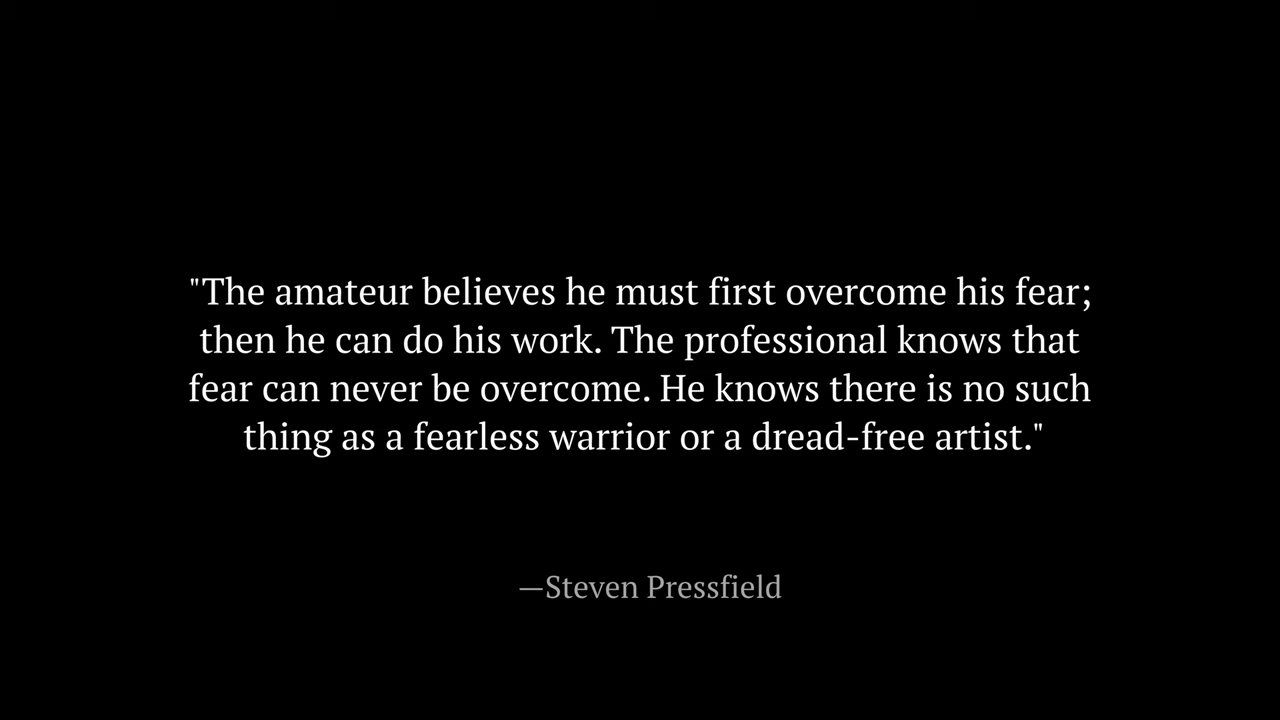 "The amateur believes he must first overcome his fear;
then he can do his work. The professional knows that
fear can never be overcome. He knows there is no such
thing as a fearless warrior or a dread-free artist."
—Steven Pressfield